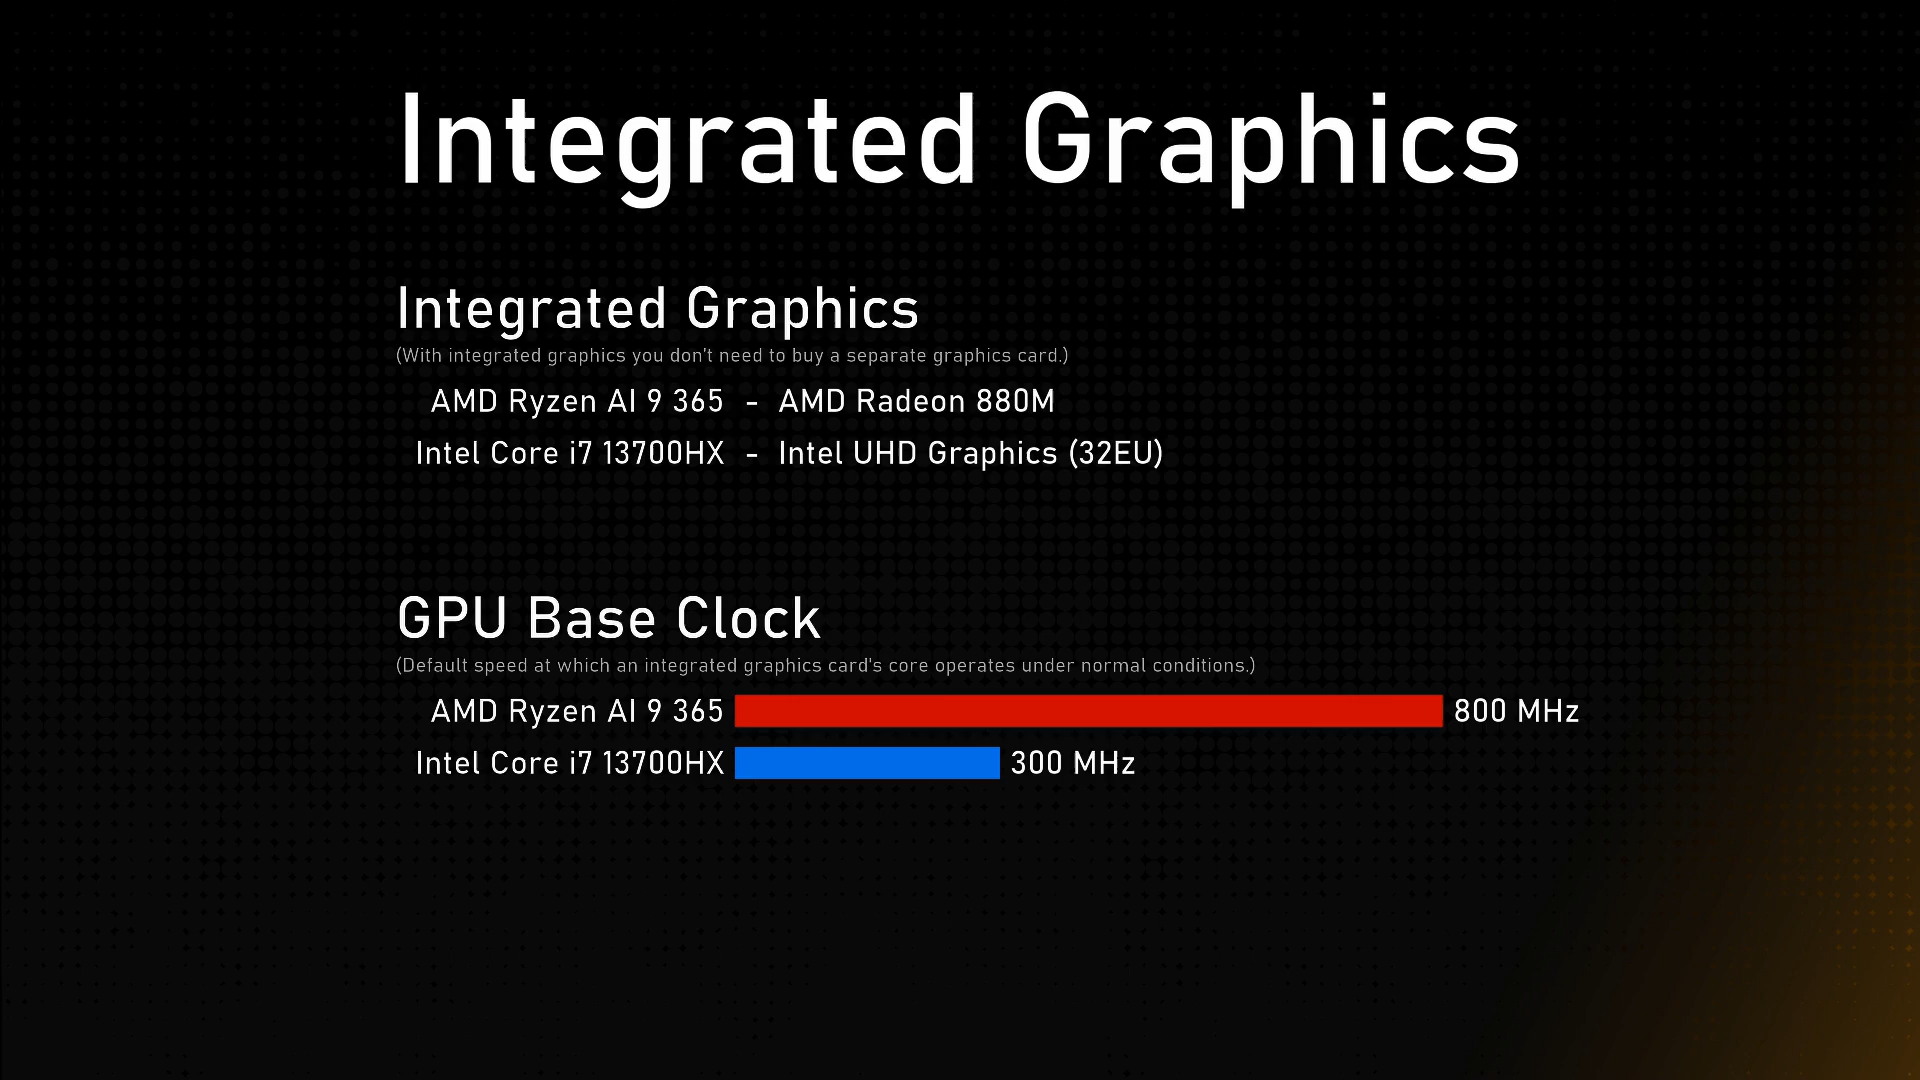 Integrated Graphics
Integrated Graphics
(With integrated graphics you don't need to buy a separate graphics card.)
AMD Ryzen AI 9 365 - AMD Radeon 880M
Intel Core i7 13700HX - Intel UHD Graphics (32EU)
GPU Base Clock
(Default speed at which an integrated graphics card's core operates under normal conditions.)
AMD Ryzen AI 9 365 800 MHz
Intel Core i7 13700HX 300 MHz